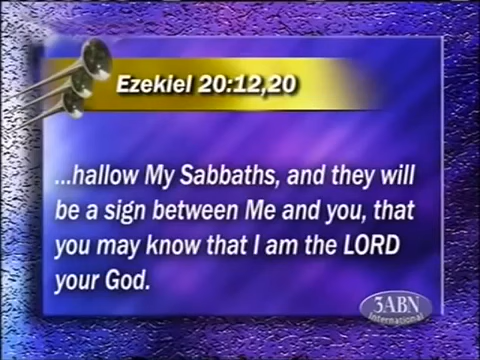 Ezekiel 20:12,20
...hallow My Sabbaths, and they will
be a sign between Me and you, that
you may know that I am the LORD
your God.
3ABN
International